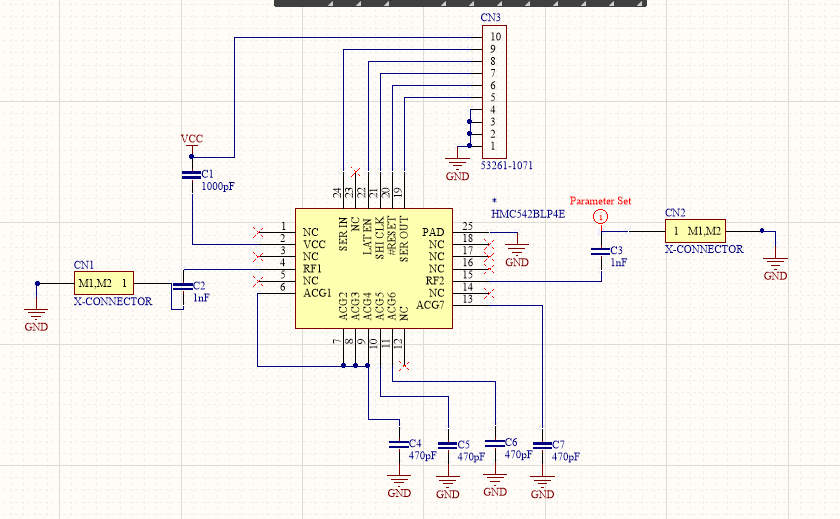 CN3
10
9
8
7
6
5
4
3
2
1
53261-1071
GND
VCC
C1
1000pF
24
23
22
21
20
19
SER IN
NC
LATEN
SHI CLK
#RESET
SER OUT
*
HMC542BLP4E
1 NC
2 VCC
3 NC
4 RF1
5 NC
6 ACG1
PAD 25
NC 18
NC 17
NC 16
RF2 15
NC 14
ACG7 13
GND
Parameter Set
i
CN2
1 M1,M2
X-CONNECTOR
C3
1nF
GND
CN1
M1,M2 1
X-CONNECTOR
C2
1nF
GND
ACG2
ACG3
ACG4
ACG5
ACG6
NC
7
8
9
10
11
12
C4
470pF
C5
470pF
C6
470pF
C7
470pF
GND
GND
GND
GND